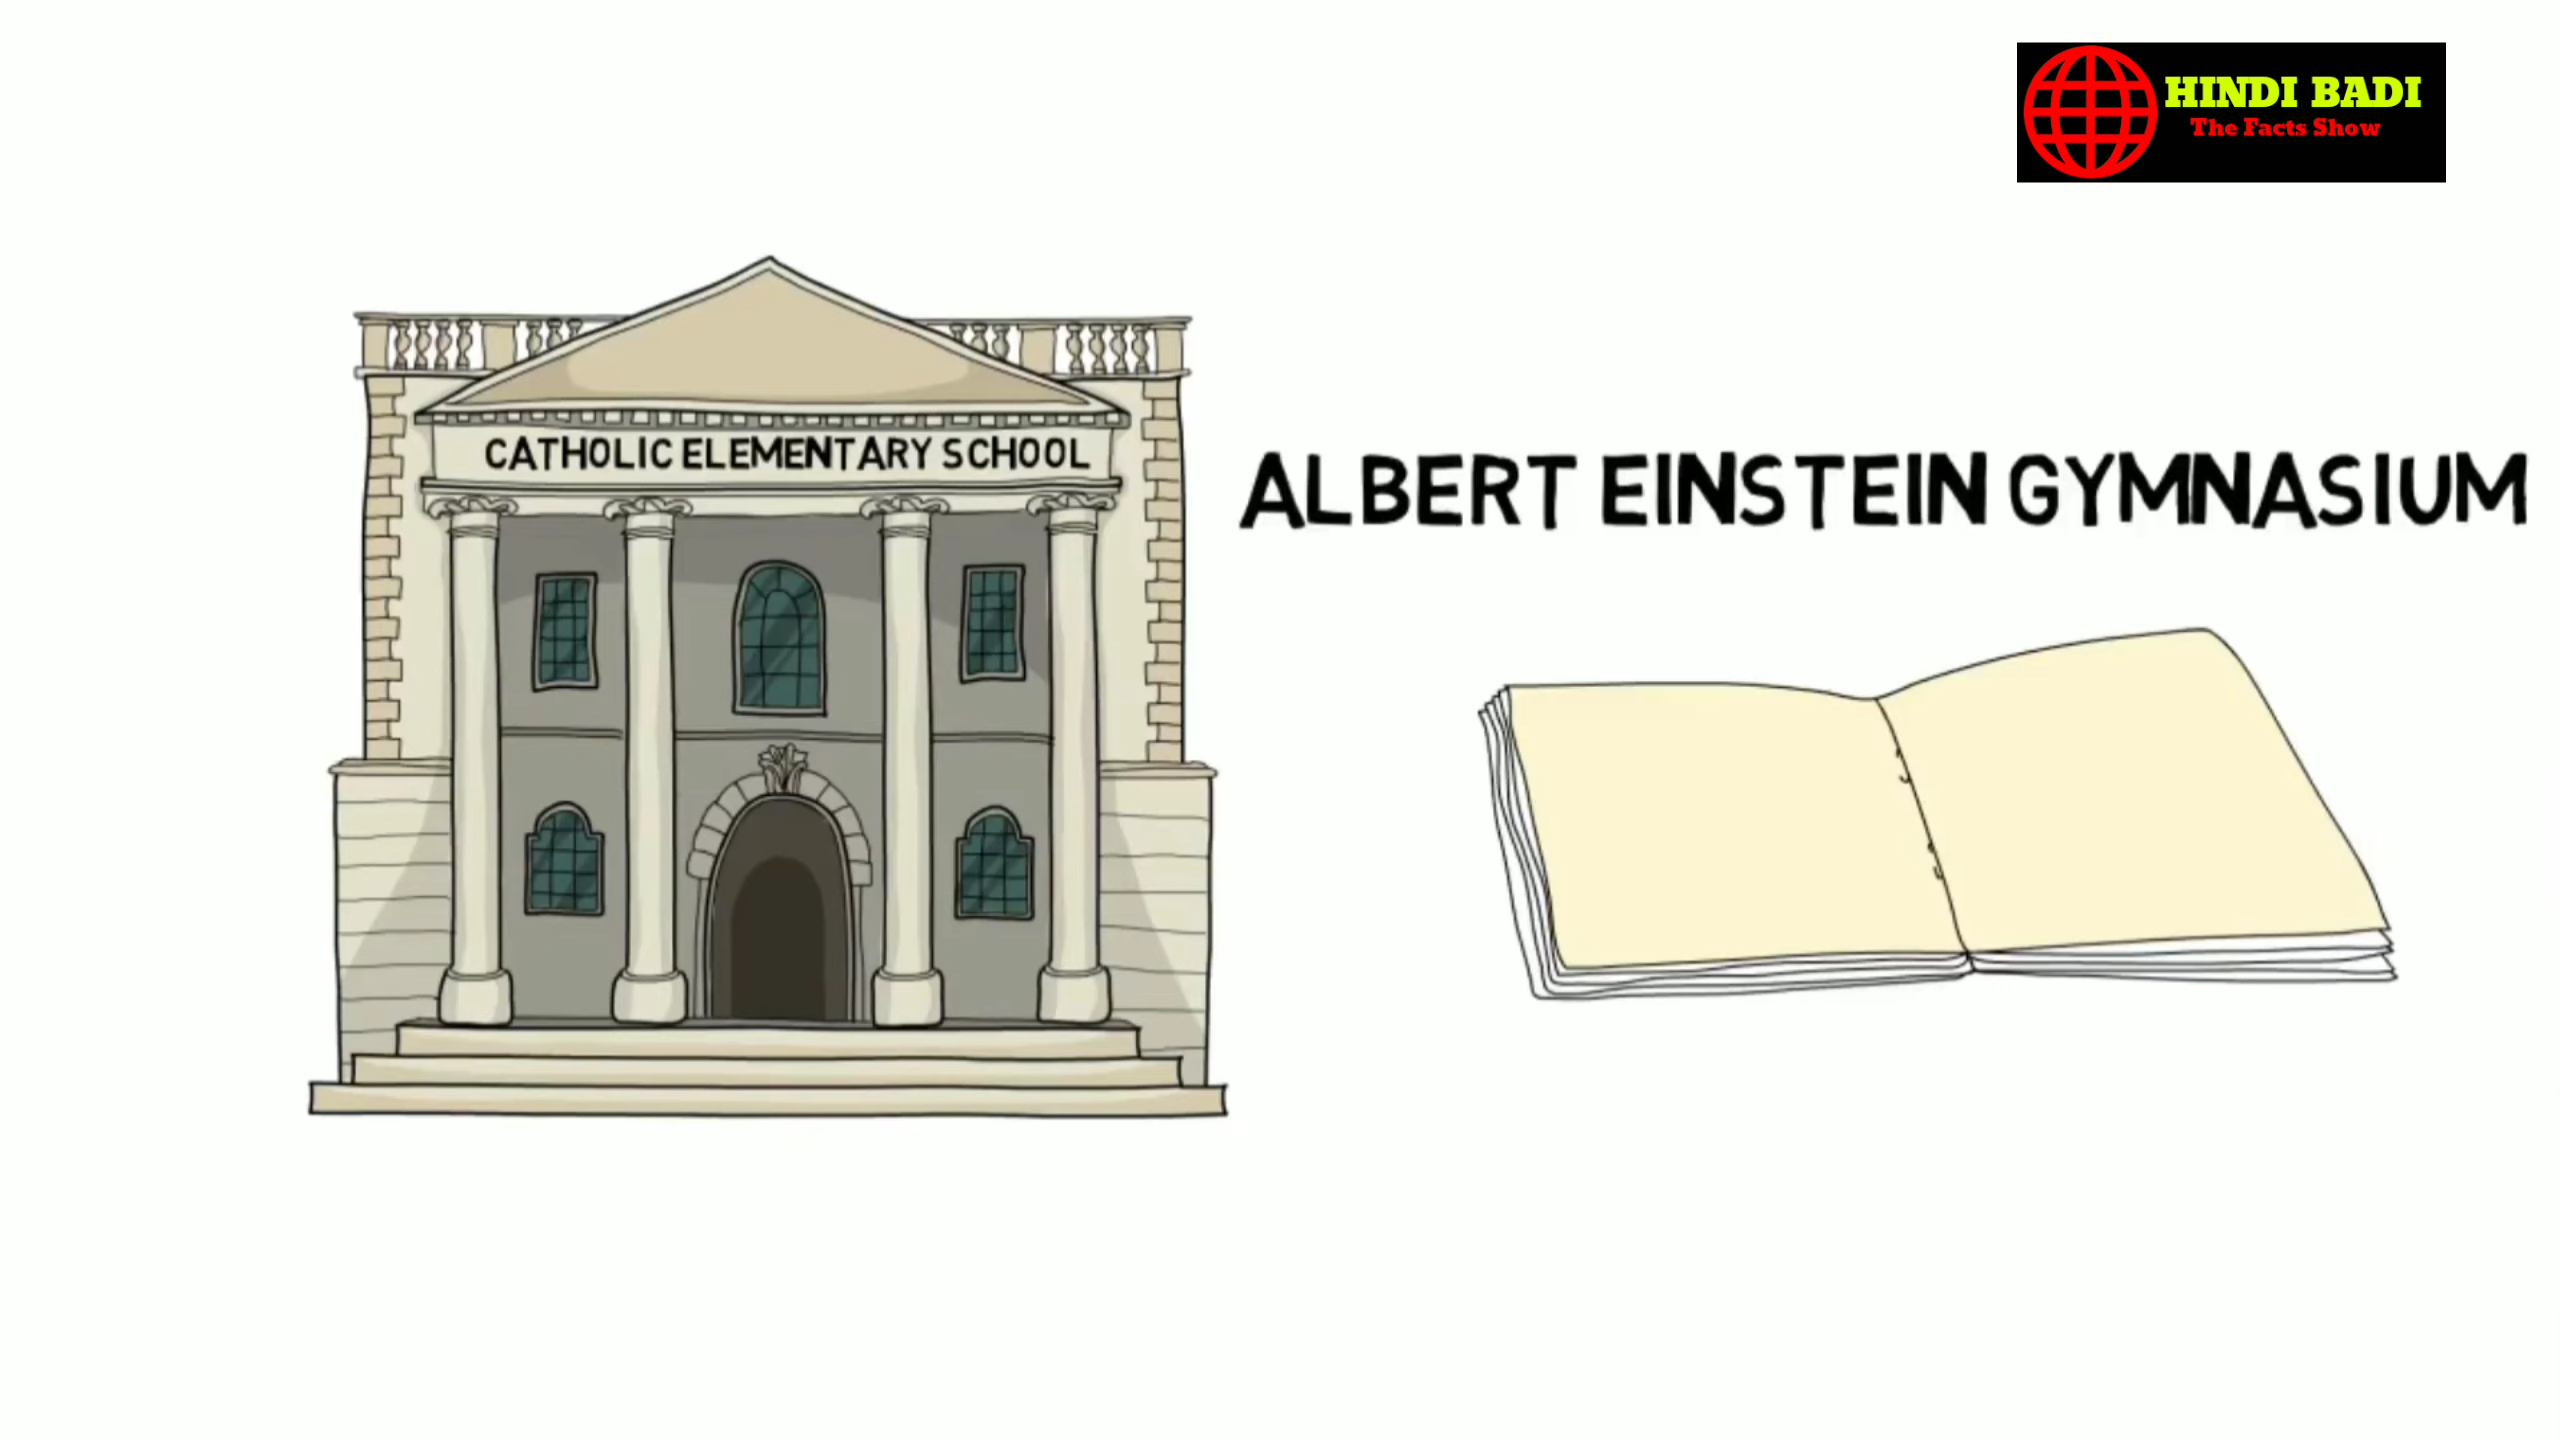 HINDI BADI
The Facts Show
CATHOLIC ELEMENTARY SCHOOL
ALBERT EINSTEIN GYMNASIUM